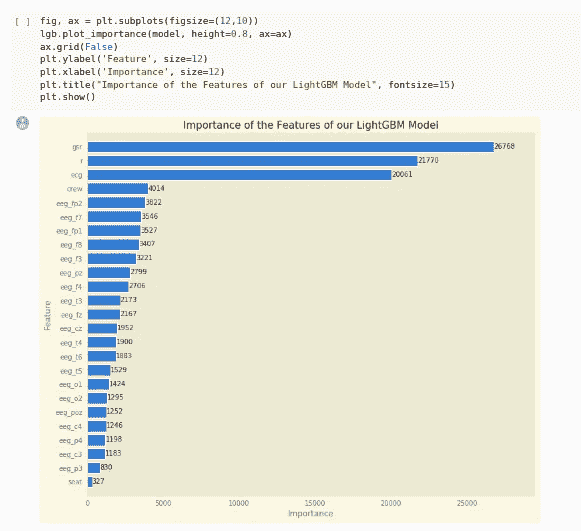 [ ] fig, ax = plt.subplots(figsize=(12,10))
lgb.plot_importance(model, height=0.8, ax=ax)
ax.grid(False)
plt.ylabel('Feature', size=12)
plt.xlabel('Importance', size=12)
plt.title("Importance of the Features of our LightGBM Model", fontsize=15)
plt.show()
Importance of the Features of our LightGBM Model
gsr 26768
r 21778
ecg 20061
crew 4014
eeg_fp2 3822
eeg_f7 3546
eeg_fp1 3527
eeg_f8 3407
eeg_f3 3221
eeg_pz 2799
eeg_f4 2706
eeg_t3 2173
eeg_fz 2167
eeg_cz 1952
eeg_t4 1900
eeg_t6 1883
eeg_t5 1529
eeg_o1 1424
eeg_o2 1295
eeg_poz 1252
eeg_c4 1246
eeg_p4 1198
eeg_c3 1183
eeg_p3 830
seat 327
Feature
0 5000 10000 15000 20000 25000
Importance